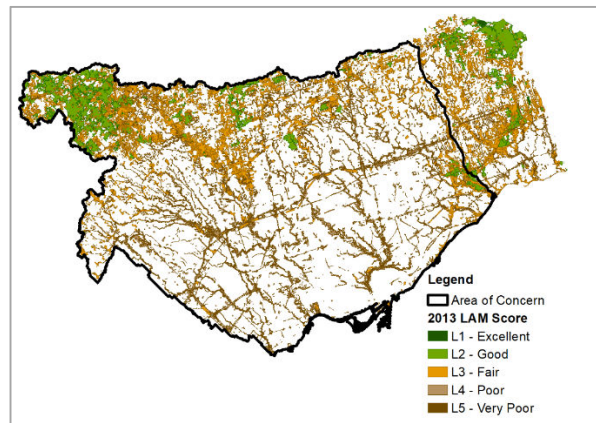 Legend
Area of Concern
2013 LAM Score
L1 - Excellent
L2 - Good
L3 - Fair
L4 - Poor
L5 - Very Poor